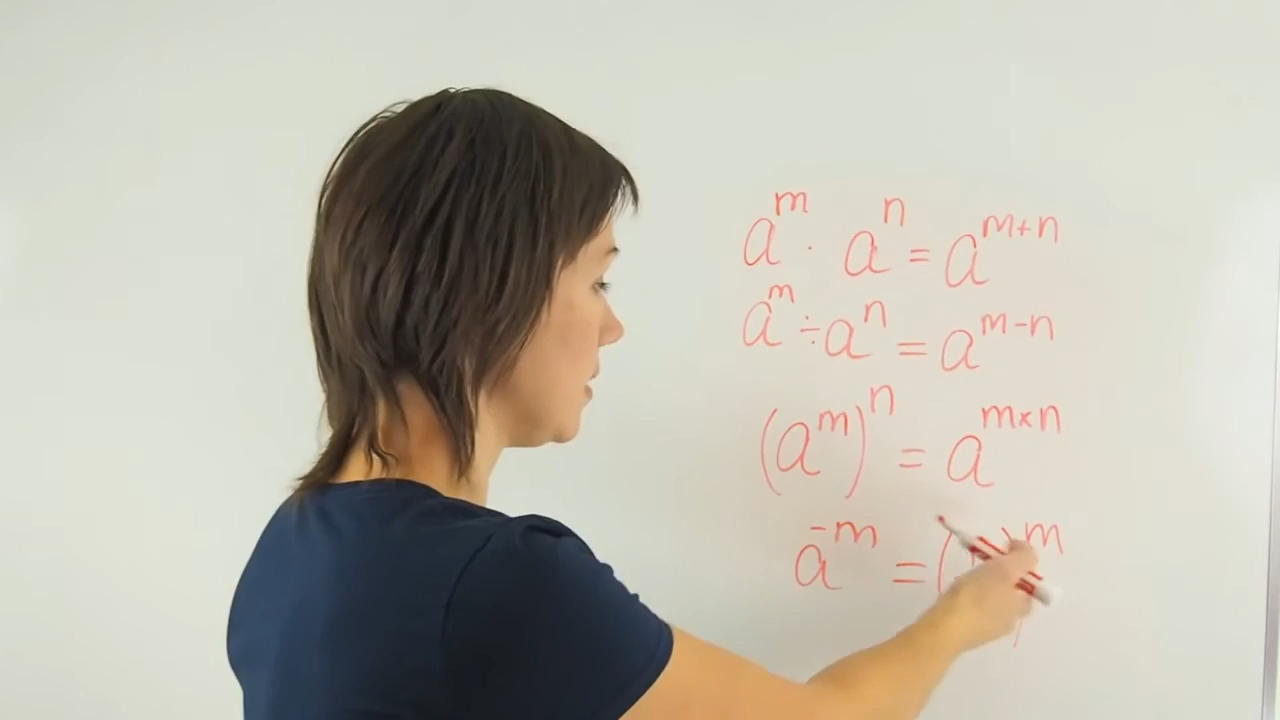 aᵐ · aⁿ = aᵐ⁺ⁿ
aᵐ ÷ aⁿ = aᵐ⁻ⁿ
(aᵐ)ⁿ = aᵐˣⁿ
a⁻ᵐ = ( )ᵐ